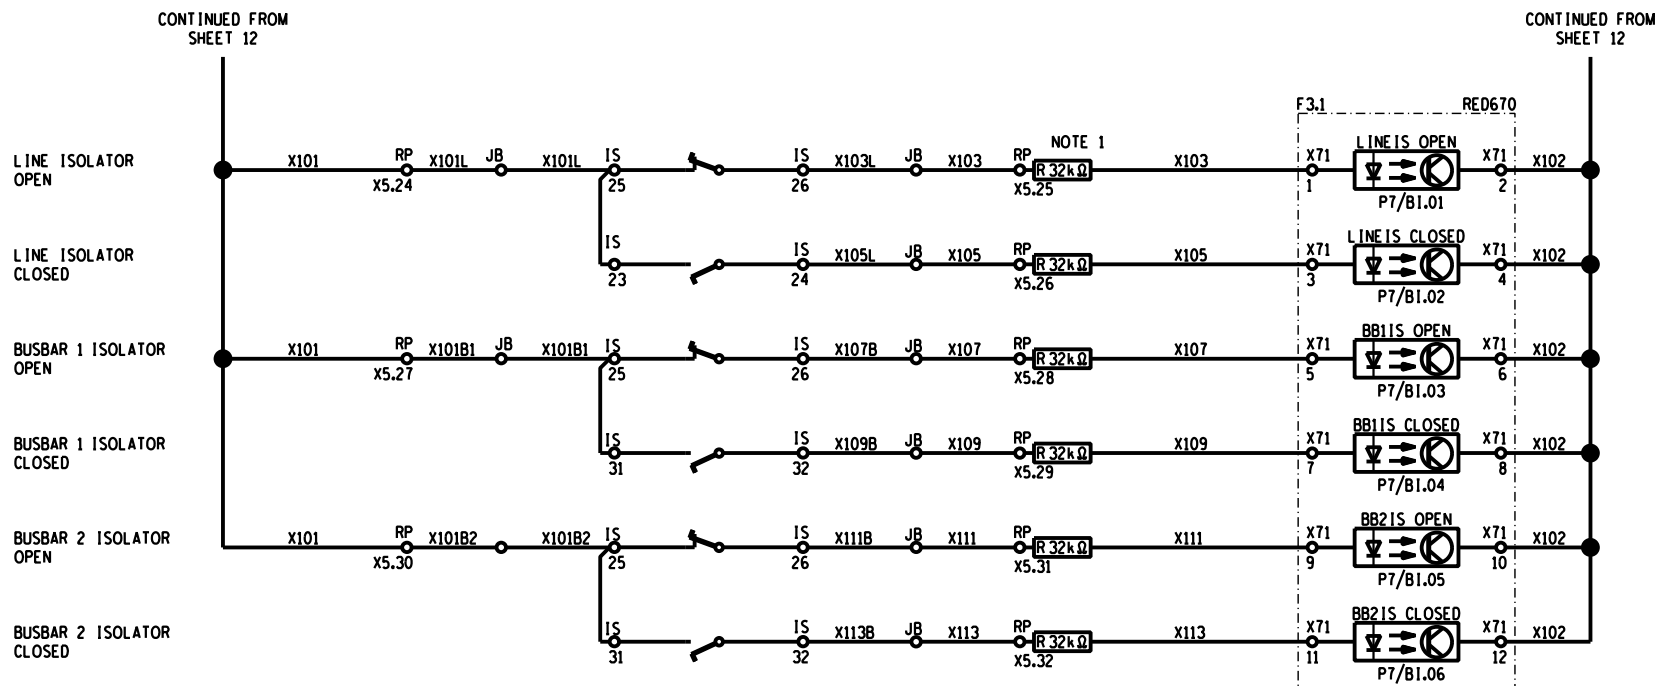 CONTINUED FROM
SHEET 12
CONTINUED FROM
SHEET 12
F3.1 RED670
LINE ISOLATOR
OPEN
X101 RP X5.24 X101L JB X101L IS 25 IS 26 X103L JB X103 RP X5.25 NOTE 1 R 32kΩ X103 X71 1 LINEIS OPEN P7/BI.01 X71 2 X102
LINE ISOLATOR
CLOSED
IS 23 IS 24 X105L JB X105 RP X5.26 R 32kΩ X105 X71 3 LINEIS CLOSED P7/BI.02 X71 4 X102
BUSBAR 1 ISOLATOR
OPEN
X101 RP X5.27 X101B1 JB X101B1 IS 25 IS 26 X107B JB X107 RP X5.28 R 32kΩ X107 X71 5 BB1IS OPEN P7/BI.03 X71 6 X102
BUSBAR 1 ISOLATOR
CLOSED
IS 31 IS 32 X109B JB X109 RP X5.29 R 32kΩ X109 X71 7 BB1IS CLOSED P7/BI.04 X71 8 X102
BUSBAR 2 ISOLATOR
OPEN
X101 RP X5.30 X101B2 X101B2 IS 25 IS 26 X111B JB X111 RP X5.31 R 32kΩ X111 X71 9 BB2IS OPEN P7/BI.05 X71 10 X102
BUSBAR 2 ISOLATOR
CLOSED
IS 31 IS 32 X113B JB X113 RP X5.32 R 32kΩ X113 X71 11 BB2IS CLOSED P7/BI.06 X71 12 X102